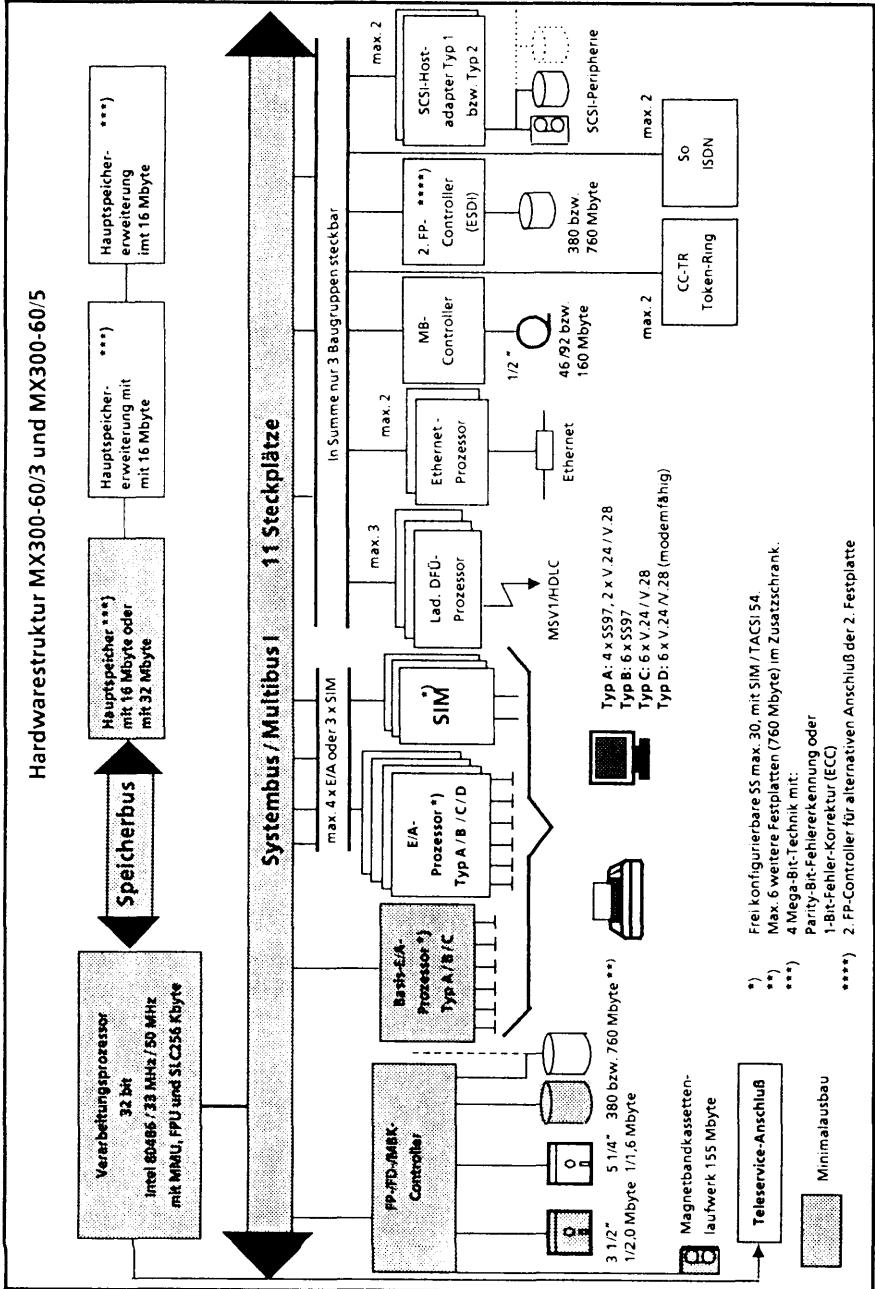 Hardwarestruktur MX300-60/3 und MX300-60/5
Verarbeitungsprozessor
32 bit
Intel 80486 / 33 MHz / 50 MHz
mit MMU, FPU und SLC256 Kbyte
Speicherbus
Hauptspeicher ***)
mit 16 Mbyte oder
mit 32 Mbyte
Hauptspeicher- ***)
erweiterung mit
mit 16 Mbyte
Hauptspeicher- ***)
erweiterung
imt 16 Mbyte
Systembus / Multibus I 11 Steckplätze
max. 4 x E/A oder 3 x SIM
In Summe nur 3 Baugruppen steckbar
FP-/FD-/MBK-
Controller
Basis-E/A-
Prozessor *)
Typ A / B / C
E/A-
Prozessor *)
Typ A / B / C / D
SIM *)
max. 3
Lad. DFÜ-
Prozessor
MSV1/HDLC
max. 2
Ethernet -
Prozessor
Ethernet
MB-
Controller
1/2 "
46 /92 bzw.
160 Mbyte
2. FP- ****)
Controller
(ESDI)
380 bzw.
760 Mbyte
max. 2
SCSI-Host-
adapter Typ 1
bzw. Typ 2
SCSI-Peripherie
max. 2
CC-TR
Token-Ring
max. 2
So
ISDN
3 1/2"
1/2,0 Mbyte
5 1/4"
1/1,6 Mbyte
380 bzw. 760 Mbyte **)
Magnetbandkassetten-
laufwerk 155 Mbyte
Typ A: 4 x SS97, 2 x V.24 / V.28
Typ B: 6 x SS97
Typ C: 6 x V.24 / V.28
Typ D: 6 x V.24 /V.28 (modemfähig)
Teleservice-Anschluß
Minimalausbau
*) Frei konfigurierbare SS max. 30, mit SIM / TACSI 54.
**) Max. 6 weitere Festplatten (760 Mbyte) im Zusatzschrank.
***) 4 Mega-Bit-Technik mit:
Parity-Bit-Fehlererkennung oder
1-Bit-Fehler-Korrektur (ECC)
****) 2. FP-Controller für alternativen Anschluß der 2. Festplatte